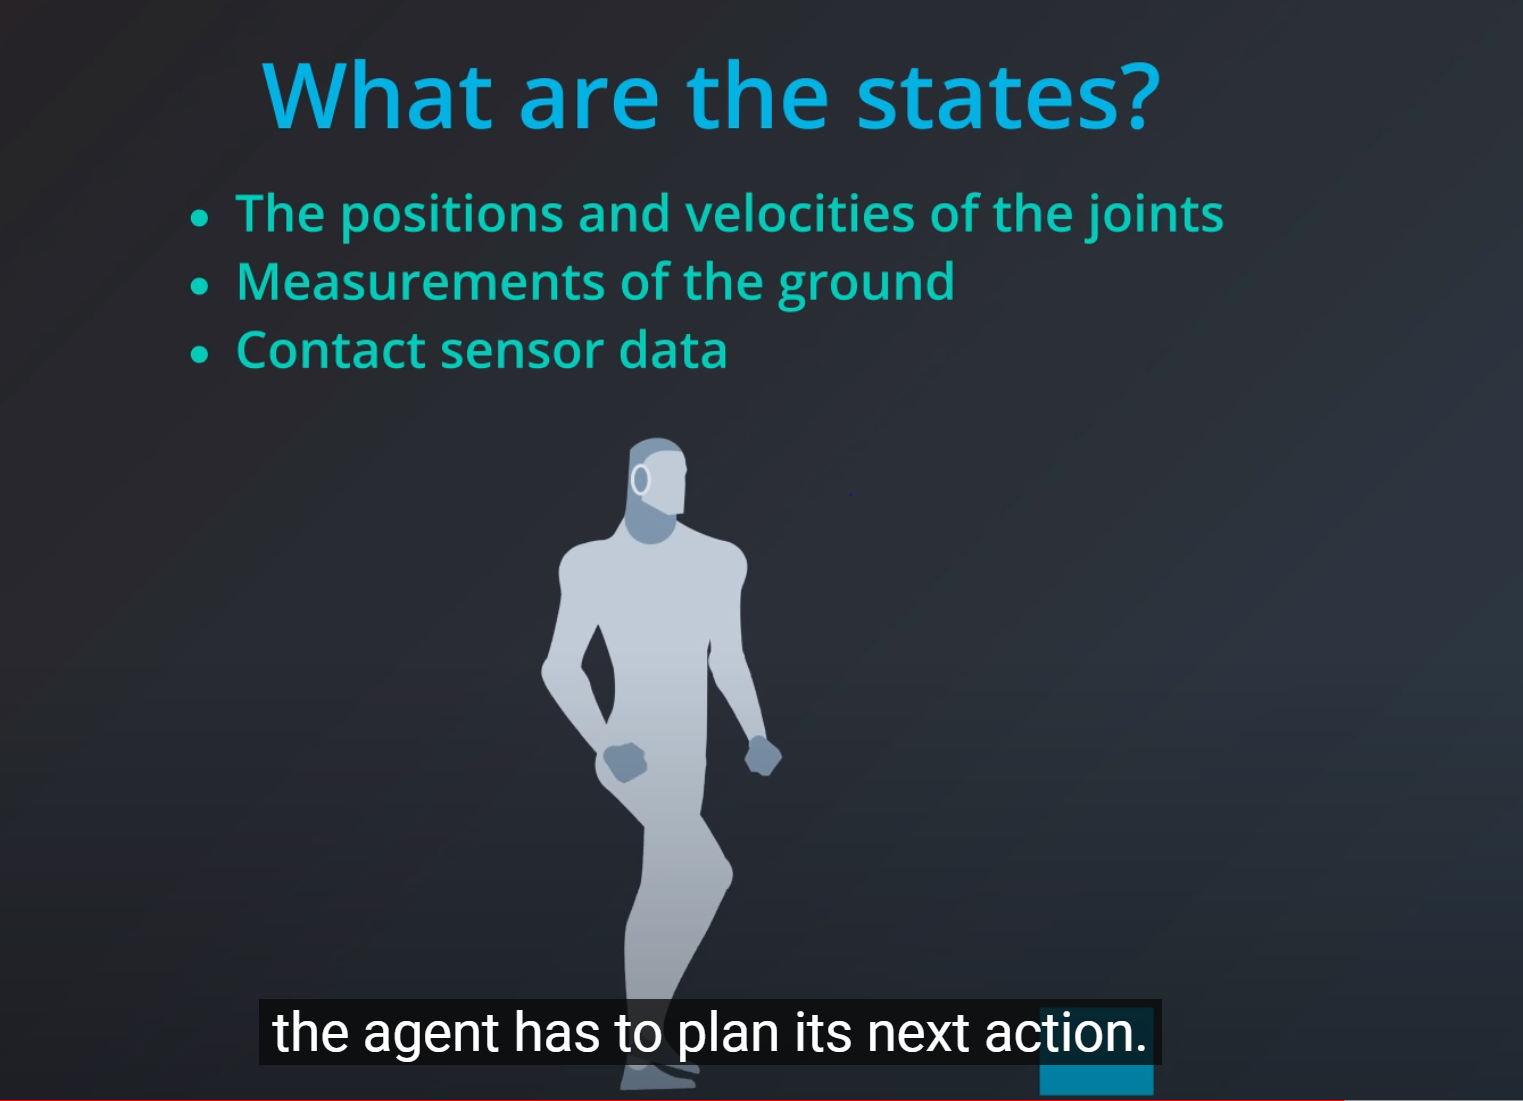 What are the states?
• The positions and velocities of the joints
• Measurements of the ground
• Contact sensor data
the agent has to plan its next action.